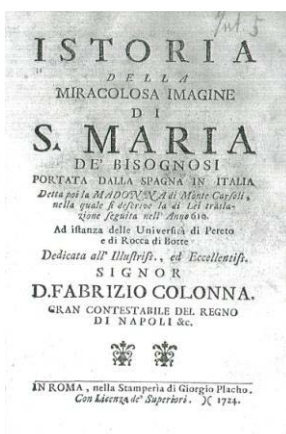 Int. 5
ISTORIA
DELLA
MIRACOLOSA IMAGINE
DI
S. MARIA
DE' BISOGNOSI
PORTATA DALLA SPAGNA IN ITALIA
Detta poi la MADONNA di Monte Carsoli,
nella quale si descrive la di Lei trasla-
zione seguita nell' Anno 610.
Ad istanza delle Università di Pereto
e di Rocca di Botte
Dedicata all' Illustriss., ed Eccellentiss.
SIGNOR
D. FABRIZIO COLONNA.
GRAN CONTESTABILE DEL REGNO
DI NAPOLI &c.
IN ROMA, nella Stamperia di Giorgio Placho.
Con Licenza de' Superiori. )( 1724.